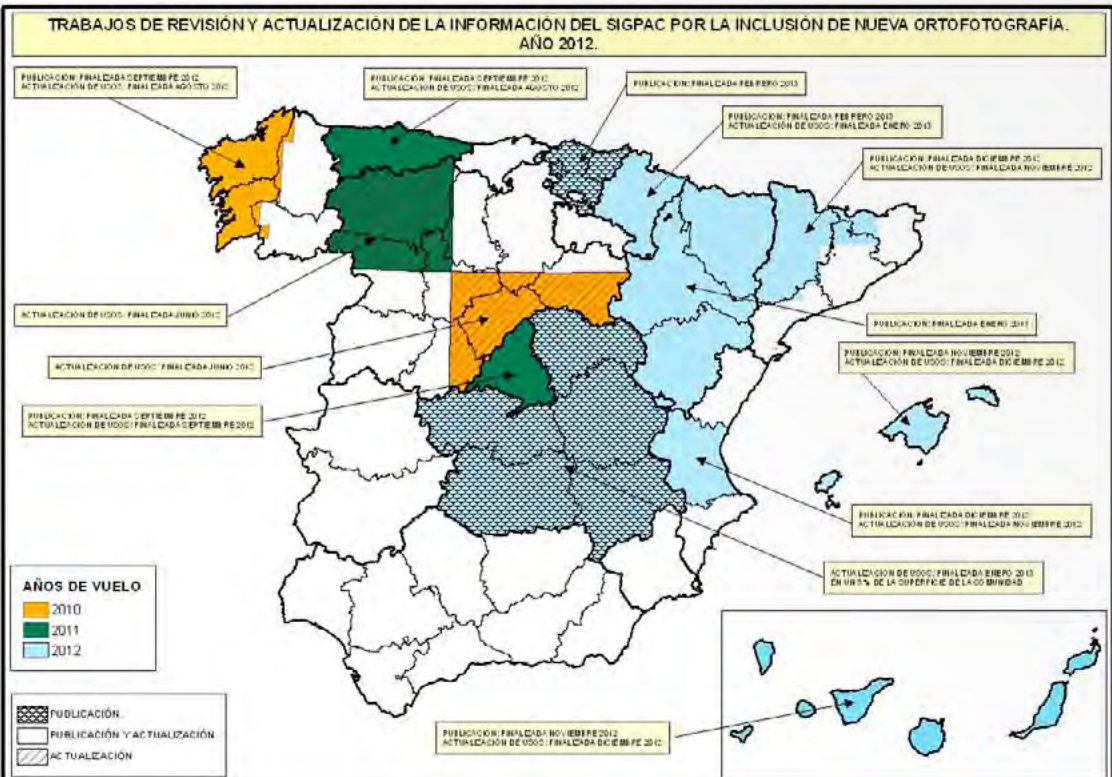 TRABAJOS DE REVISIÓN Y ACTUALIZACIÓN DE LA INFORMACIÓN DEL SIGPAC POR LA INCLUSIÓN DE NUEVA ORTOFOTOGRAFÍA.
AÑO 2012.
PUBLICACIÓN: FINALIZADA SEPTIEMBRE 2012
ACTUALIZACIÓN DE USOS: FINALIZADA AGOSTO 2012
PUBLICACIÓN: FINALIZADA SEPTIEMBRE 2012
ACTUALIZACIÓN DE USOS: FINALIZADA AGOSTO 2012
PUBLICACIÓN: FINALIZADA FEBRERO 2013
PUBLICACIÓN: FINALIZADA FEBRERO 2013
ACTUALIZACIÓN DE USOS: FINALIZADA ENERO 2013
PUBLICACIÓN: FINALIZADA DICIEMBRE 2012
ACTUALIZACIÓN DE USOS: FINALIZADA NOVIEMBRE 2012
ACTUALIZACIÓN DE USOS: FINALIZADA JUNIO 2012
PUBLICACIÓN: FINALIZADA ENERO 2013
ACTUALIZACIÓN DE USOS: FINALIZADA JUNIO 2012
PUBLICACIÓN: FINALIZADA NOVIEMBRE 2012
ACTUALIZACIÓN DE USOS: FINALIZADA DICIEMBRE 2012
PUBLICACIÓN: FINALIZADA SEPTIEMBRE 2012
ACTUALIZACIÓN DE USOS: FINALIZADA SEPTIEMBRE 2012
PUBLICACIÓN: FINALIZADA DICIEMBRE 2012
ACTUALIZACIÓN DE USOS: FINALIZADA NOVIEMBRE 2012
ACTUALIZACIÓN DE USOS: FINALIZADA ENERO 2013
EN UN 5% DE LA SUPERFICIE DE LA COMUNIDAD
AÑOS DE VUELO
2010
2011
2012
PUBLICACIÓN
PUBLICACIÓN Y ACTUALIZACIÓN
ACTUALIZACIÓN
PUBLICACIÓN: FINALIZADA NOVIEMBRE 2012
ACTUALIZACIÓN DE USOS: FINALIZADA DICIEMBRE 2012